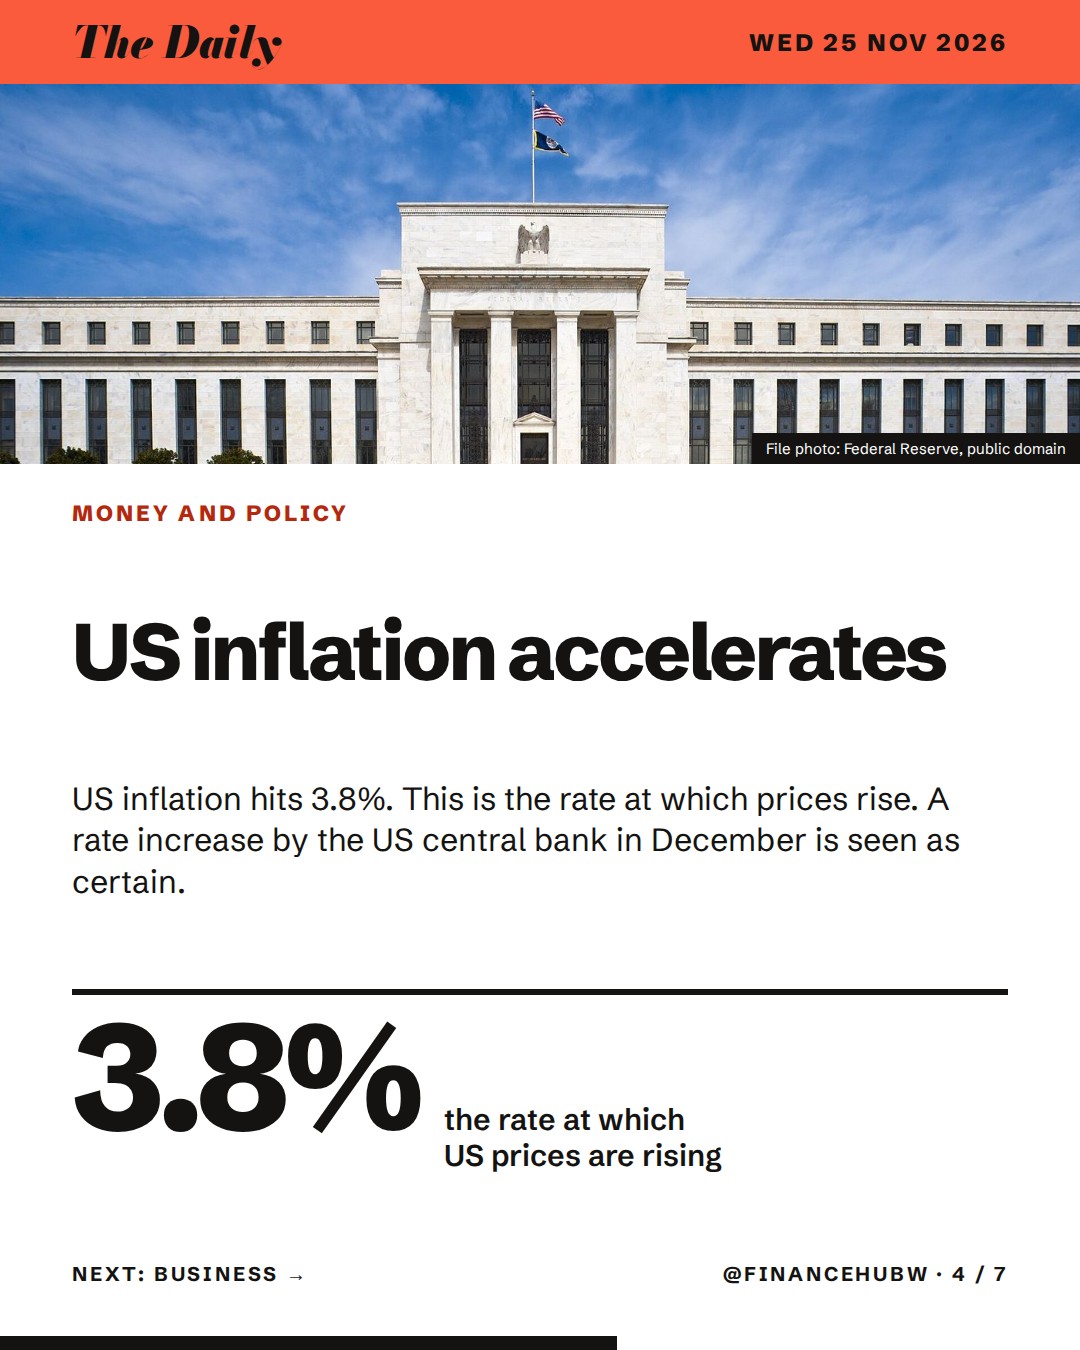 The Daily
WED 25 NOV 2026
File photo: Federal Reserve, public domain
MONEY AND POLICY
US inflation accelerates
US inflation hits 3.8%. This is the rate at which prices rise. A
rate increase by the US central bank in December is seen as
certain.
3.8%
the rate at which
US prices are rising
NEXT: BUSINESS →
@FINANCEHUBW · 4 / 7